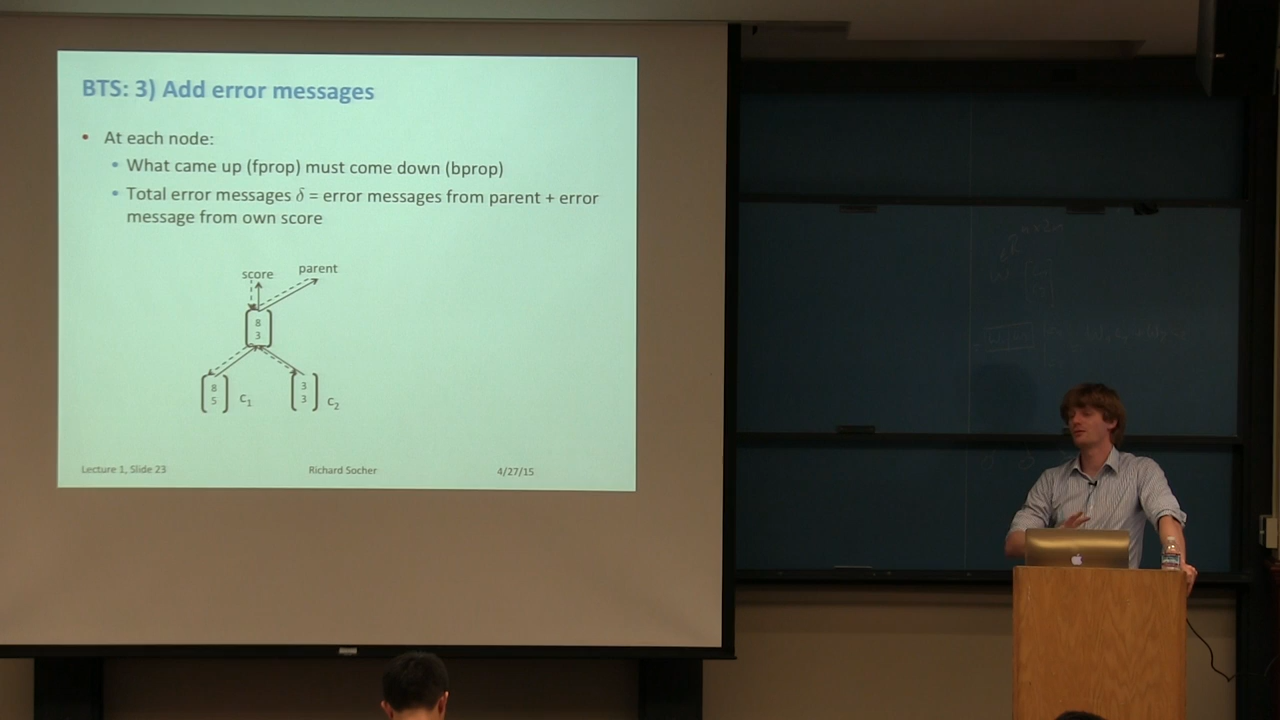 BTS: 3) Add error messages
• At each node:
• What came up (fprop) must come down (bprop)
• Total error messages δ = error messages from parent + error
message from own score
score
parent
8
3
8
5
c1
3
3
c2
Lecture 1, Slide 23
Richard Socher
4/27/15